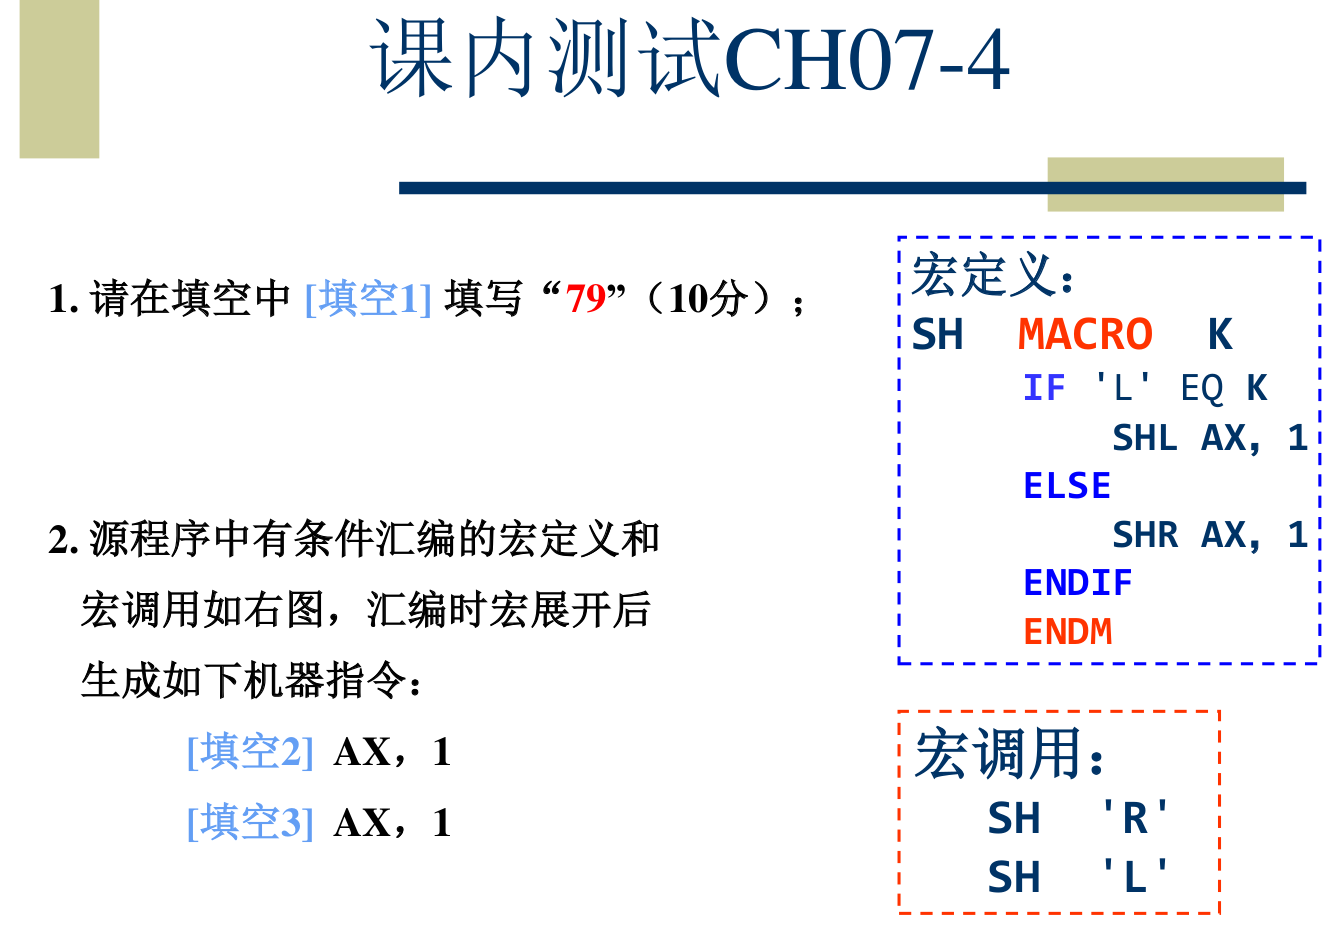 课内测试CH07-4
1. 请在填空中 [填空1] 填写“79”（10分）；
2. 源程序中有条件汇编的宏定义和
宏调用如右图，汇编时宏展开后
生成如下机器指令：
[填空2] AX，1
[填空3] AX，1
宏定义：
SH MACRO K
IF 'L' EQ K
SHL AX, 1
ELSE
SHR AX, 1
ENDIF
ENDM
宏调用：
SH 'R'
SH 'L'